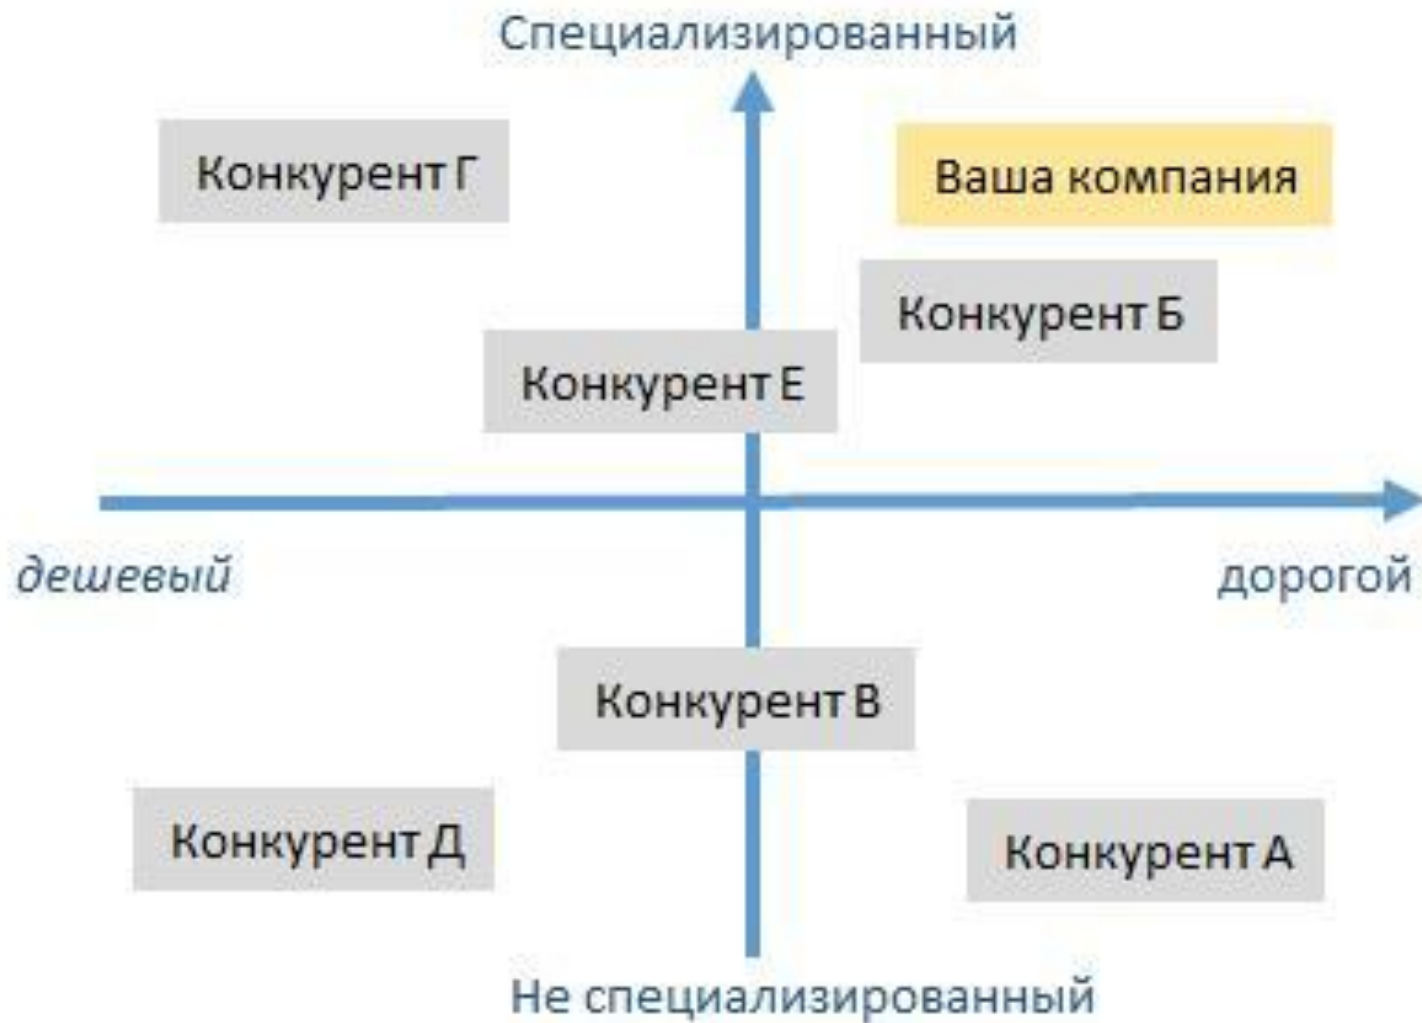 Специализированный
Конкурент Г
Ваша компания
Конкурент Б
Конкурент Е
дешевый
дорогой
Конкурент В
Конкурент Д
Конкурент А
Не специализированный